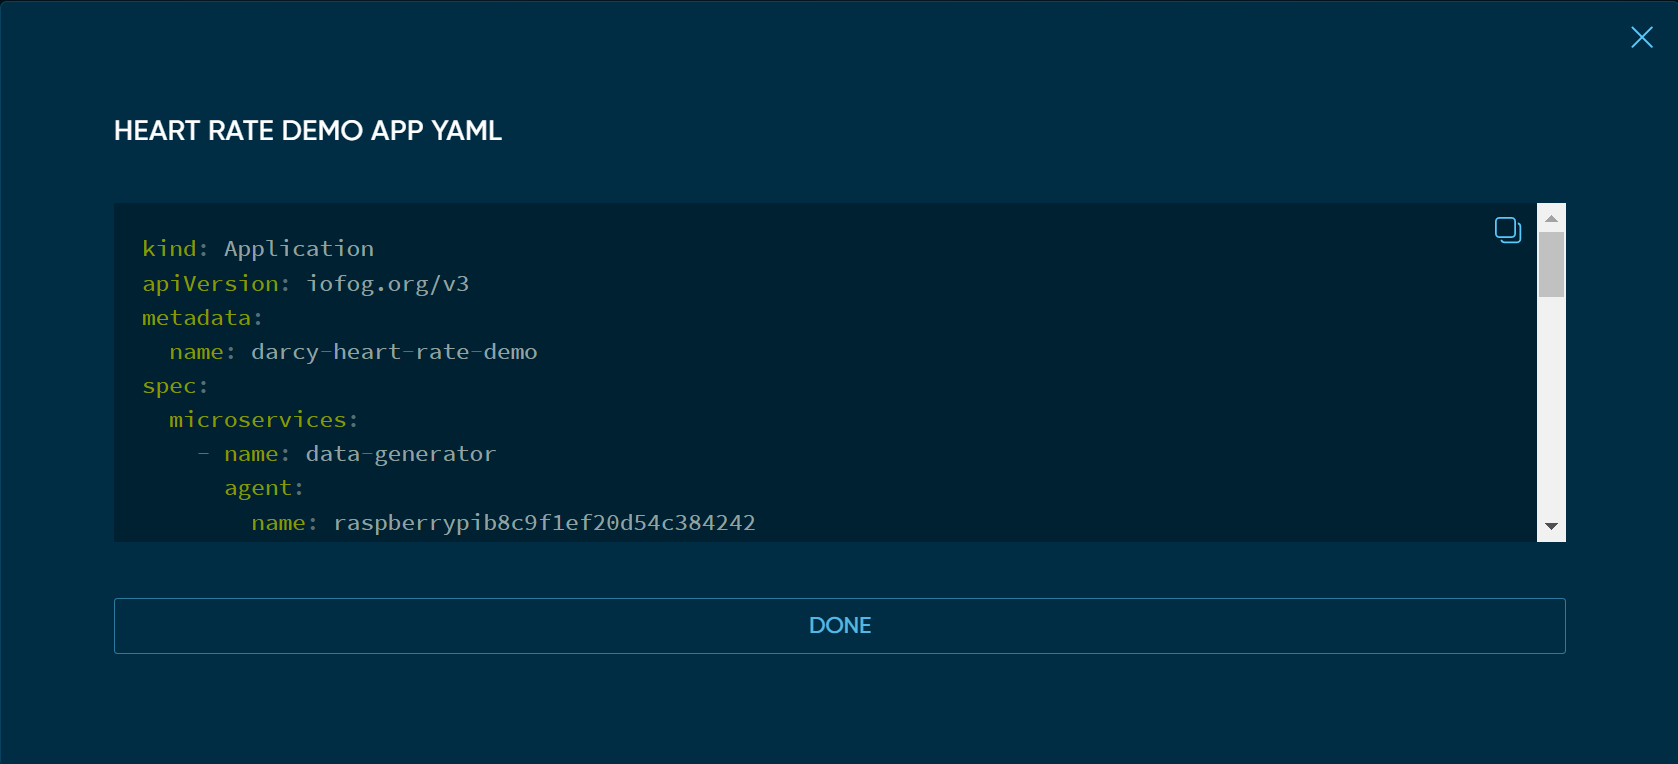 HEART RATE DEMO APP YAML
kind: Application
apiVersion: iofog.org/v3
metadata:
  name: darcy-heart-rate-demo
spec:
  microservices:
    - name: data-generator
      agent:
        name: raspberrypib8c9f1ef20d54c384242
DONE